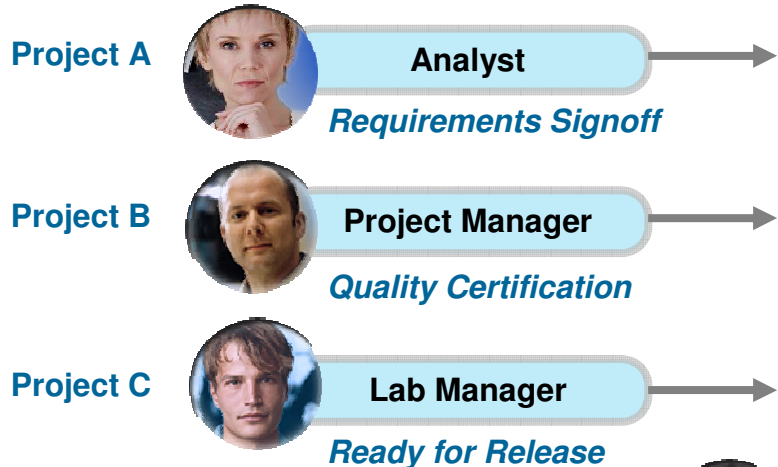 Project A
Analyst
Requirements Signoff
Project B
Project Manager
Quality Certification
Project C
Lab Manager
Ready for Release